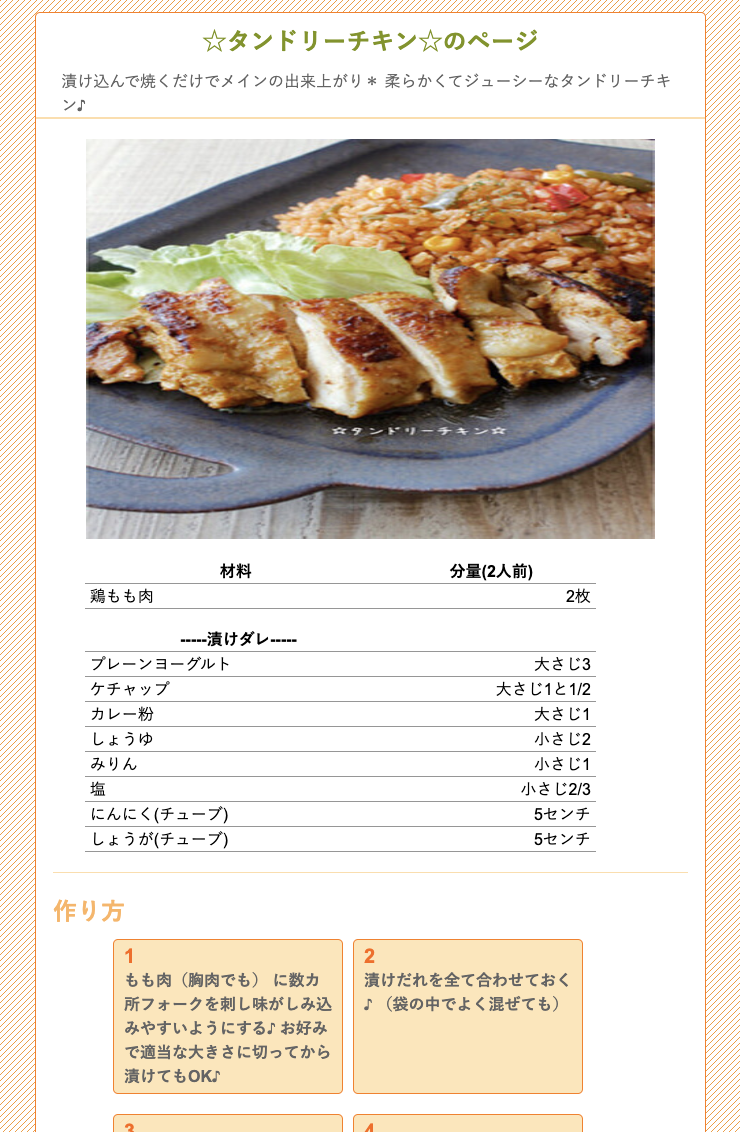 ☆タンドリーチキン☆のページ
漬け込んで焼くだけでメインの出来上がり＊ 柔らかくてジューシーなタンドリーチキ
ン♪
☆タンドリーチキン☆
材料 分量(2人前)
鶏もも肉 2枚
-----漬けダレ-----
プレーンヨーグルト 大さじ3
ケチャップ 大さじ1と1/2
カレー粉 大さじ1
しょうゆ 小さじ2
みりん 小さじ1
塩 小さじ2/3
にんにく(チューブ) 5センチ
しょうが(チューブ) 5センチ
作り方
1
もも肉（胸肉でも） に数カ
所フォークを刺し味がしみ込
みやすいようにする♪ お好み
で適当な大きさに切ってから
漬けてもOK♪
2
漬けだれを全て合わせておく
♪ （袋の中でよく混ぜても）
3
4